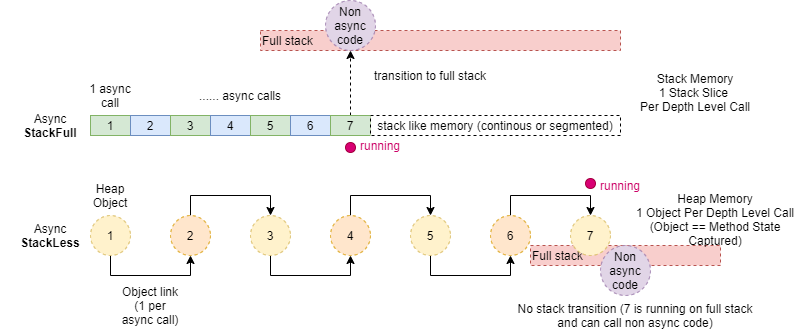 Non
async
code
Full stack
transition to full stack
Stack Memory
1 Stack Slice
Per Depth Level Call
1 async
call
...... async calls
Async
StackFull
1 2 3 4 5 6 7 stack like memory (continous or segmented)
running
running
Heap
Object
Heap Memory
1 Object Per Depth Level Call
(Object == Method State
Captured)
Async
StackLess
1 2 3 4 5 6 7
Full stack
Non
async
code
Object link
(1 per
async call)
No stack transition (7 is running on full stack
and can call non async code)